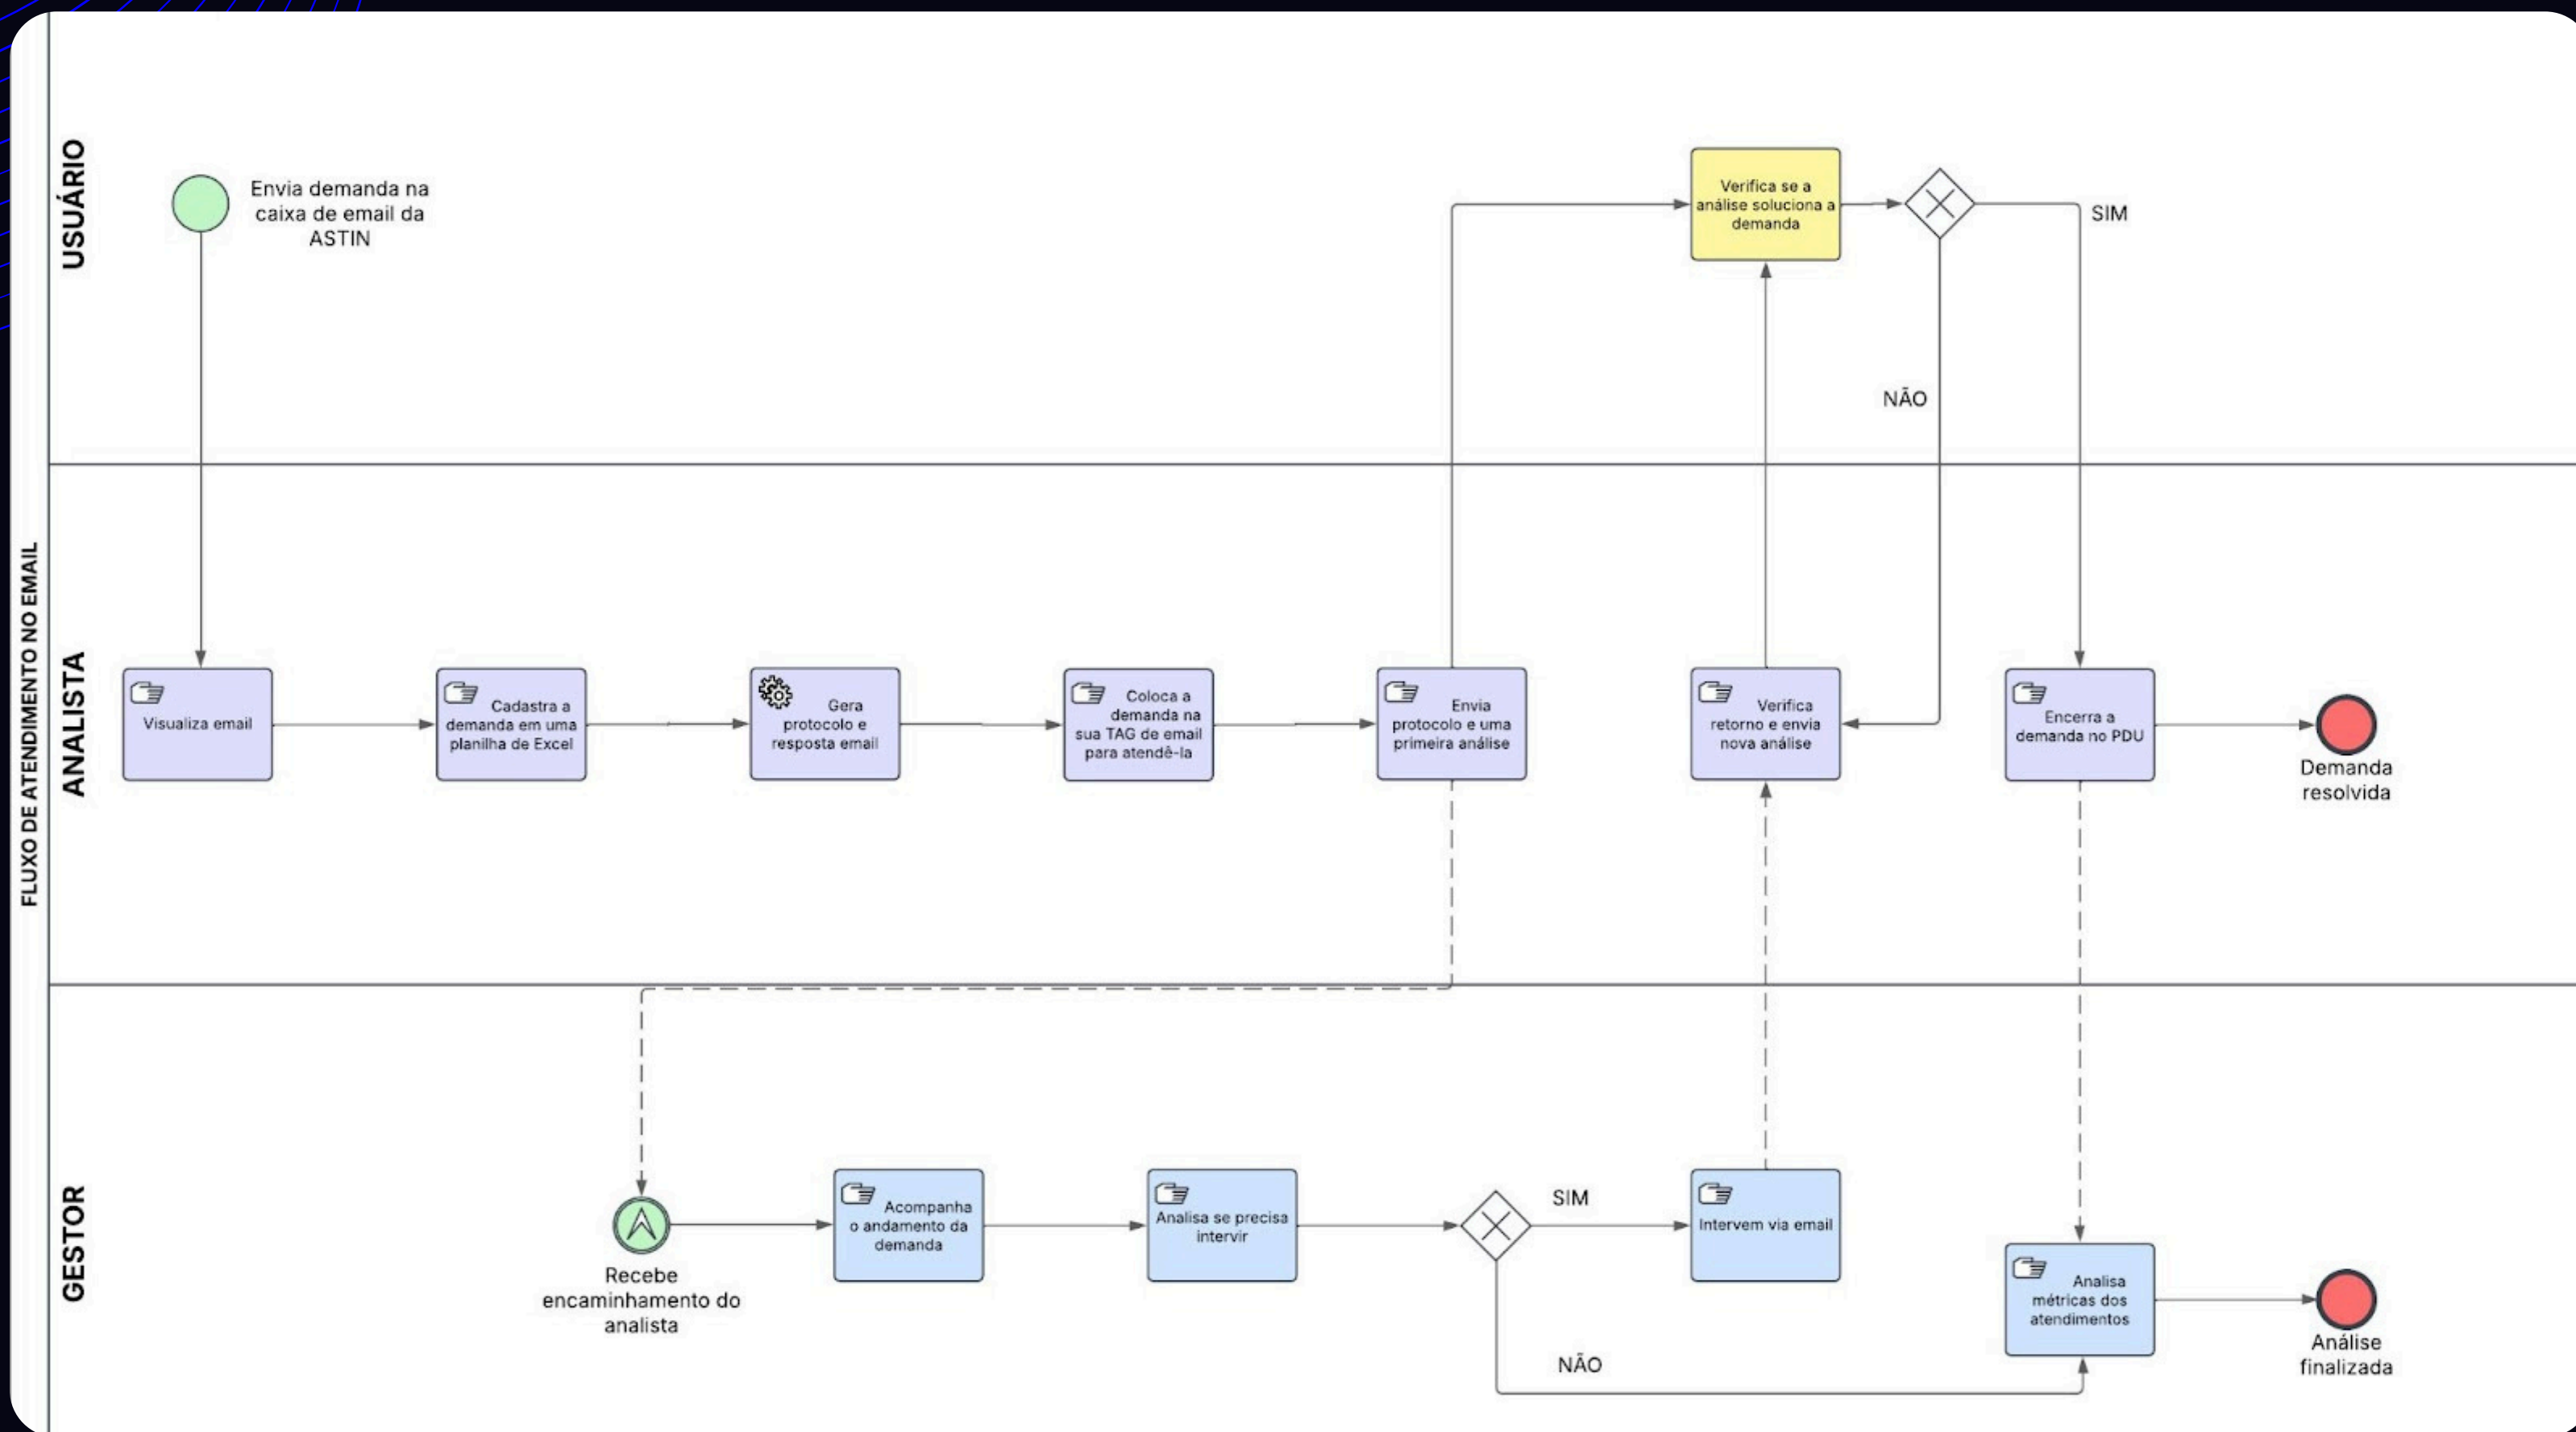 FLUXO DE ATENDIMENTO NO EMAIL
USUÁRIO
Envia demanda na
caixa de email da
ASTIN
Verifica se a
análise soluciona a
demanda
SIM
NÃO
ANALISTA
Visualiza email
Cadastra a
demanda em uma
planilha de Excel
Gera
protocolo e
resposta email
Coloca a
demanda na
sua TAG de email
para atendê-la
Envia
protocolo e uma
primeira análise
Verifica
retorno e envia
nova análise
Encerra a
demanda no PDU
Demanda
resolvida
GESTOR
Recebe
encaminhamento do
analista
Acompanha
o andamento da
demanda
Analisa se precisa
intervir
SIM
NÃO
Intervem via email
Analisa
métricas dos
atendimentos
Análise
finalizada